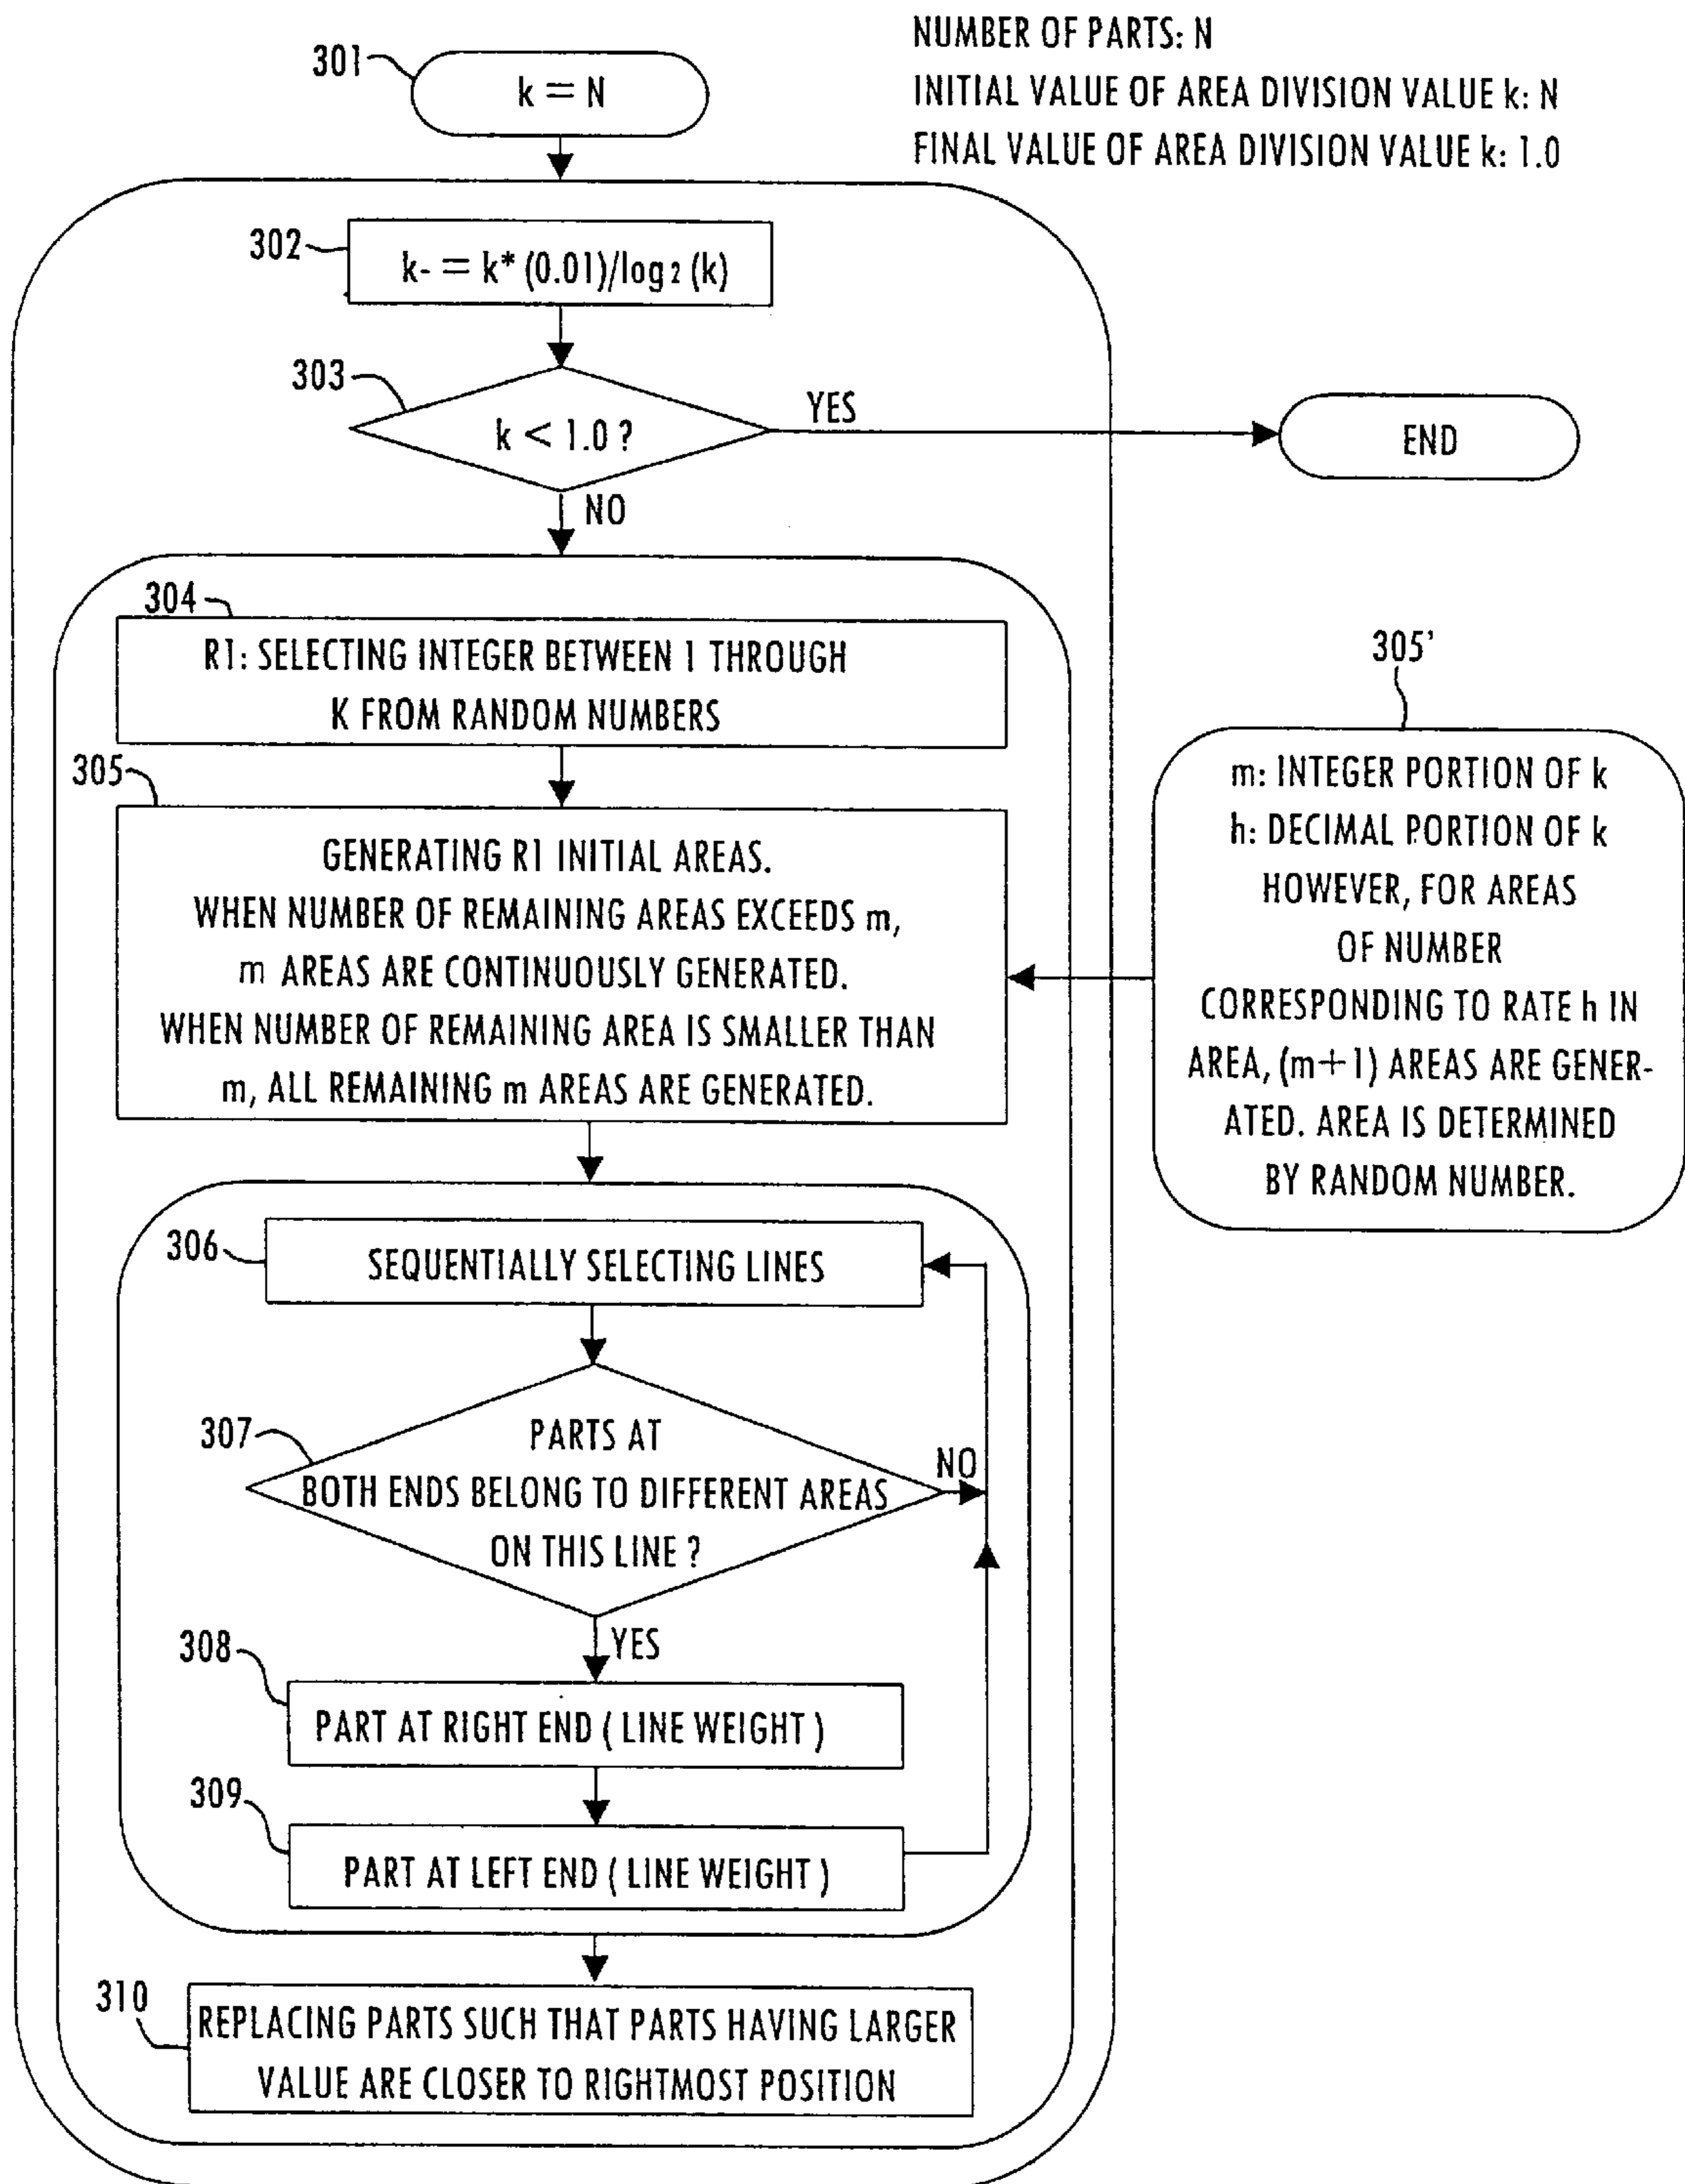 NUMBER OF PARTS: N
INITIAL VALUE OF AREA DIVISION VALUE k: N
FINAL VALUE OF AREA DIVISION VALUE k: 1.0
301
k = N
302
k- = k* (0.01)/log 2 (k)
303
k < 1.0 ?
YES
END
NO
304
R1: SELECTING INTEGER BETWEEN 1 THROUGH
K FROM RANDOM NUMBERS
305
GENERATING R1 INITIAL AREAS.
WHEN NUMBER OF REMAINING AREAS EXCEEDS m,
m AREAS ARE CONTINUOUSLY GENERATED.
WHEN NUMBER OF REMAINING AREA IS SMALLER THAN
m, ALL REMAINING m AREAS ARE GENERATED.
305'
m: INTEGER PORTION OF k
h: DECIMAL PORTION OF k
HOWEVER, FOR AREAS
OF NUMBER
CORRESPONDING TO RATE h IN
AREA, (m+1) AREAS ARE GENER-
ATED. AREA IS DETERMINED
BY RANDOM NUMBER.
306
SEQUENTIALLY SELECTING LINES
307
PARTS AT
BOTH ENDS BELONG TO DIFFERENT AREAS
ON THIS LINE ?
NO
YES
308
PART AT RIGHT END ( LINE WEIGHT )
309
PART AT LEFT END ( LINE WEIGHT )
310
REPLACING PARTS SUCH THAT PARTS HAVING LARGER
VALUE ARE CLOSER TO RIGHTMOST POSITION